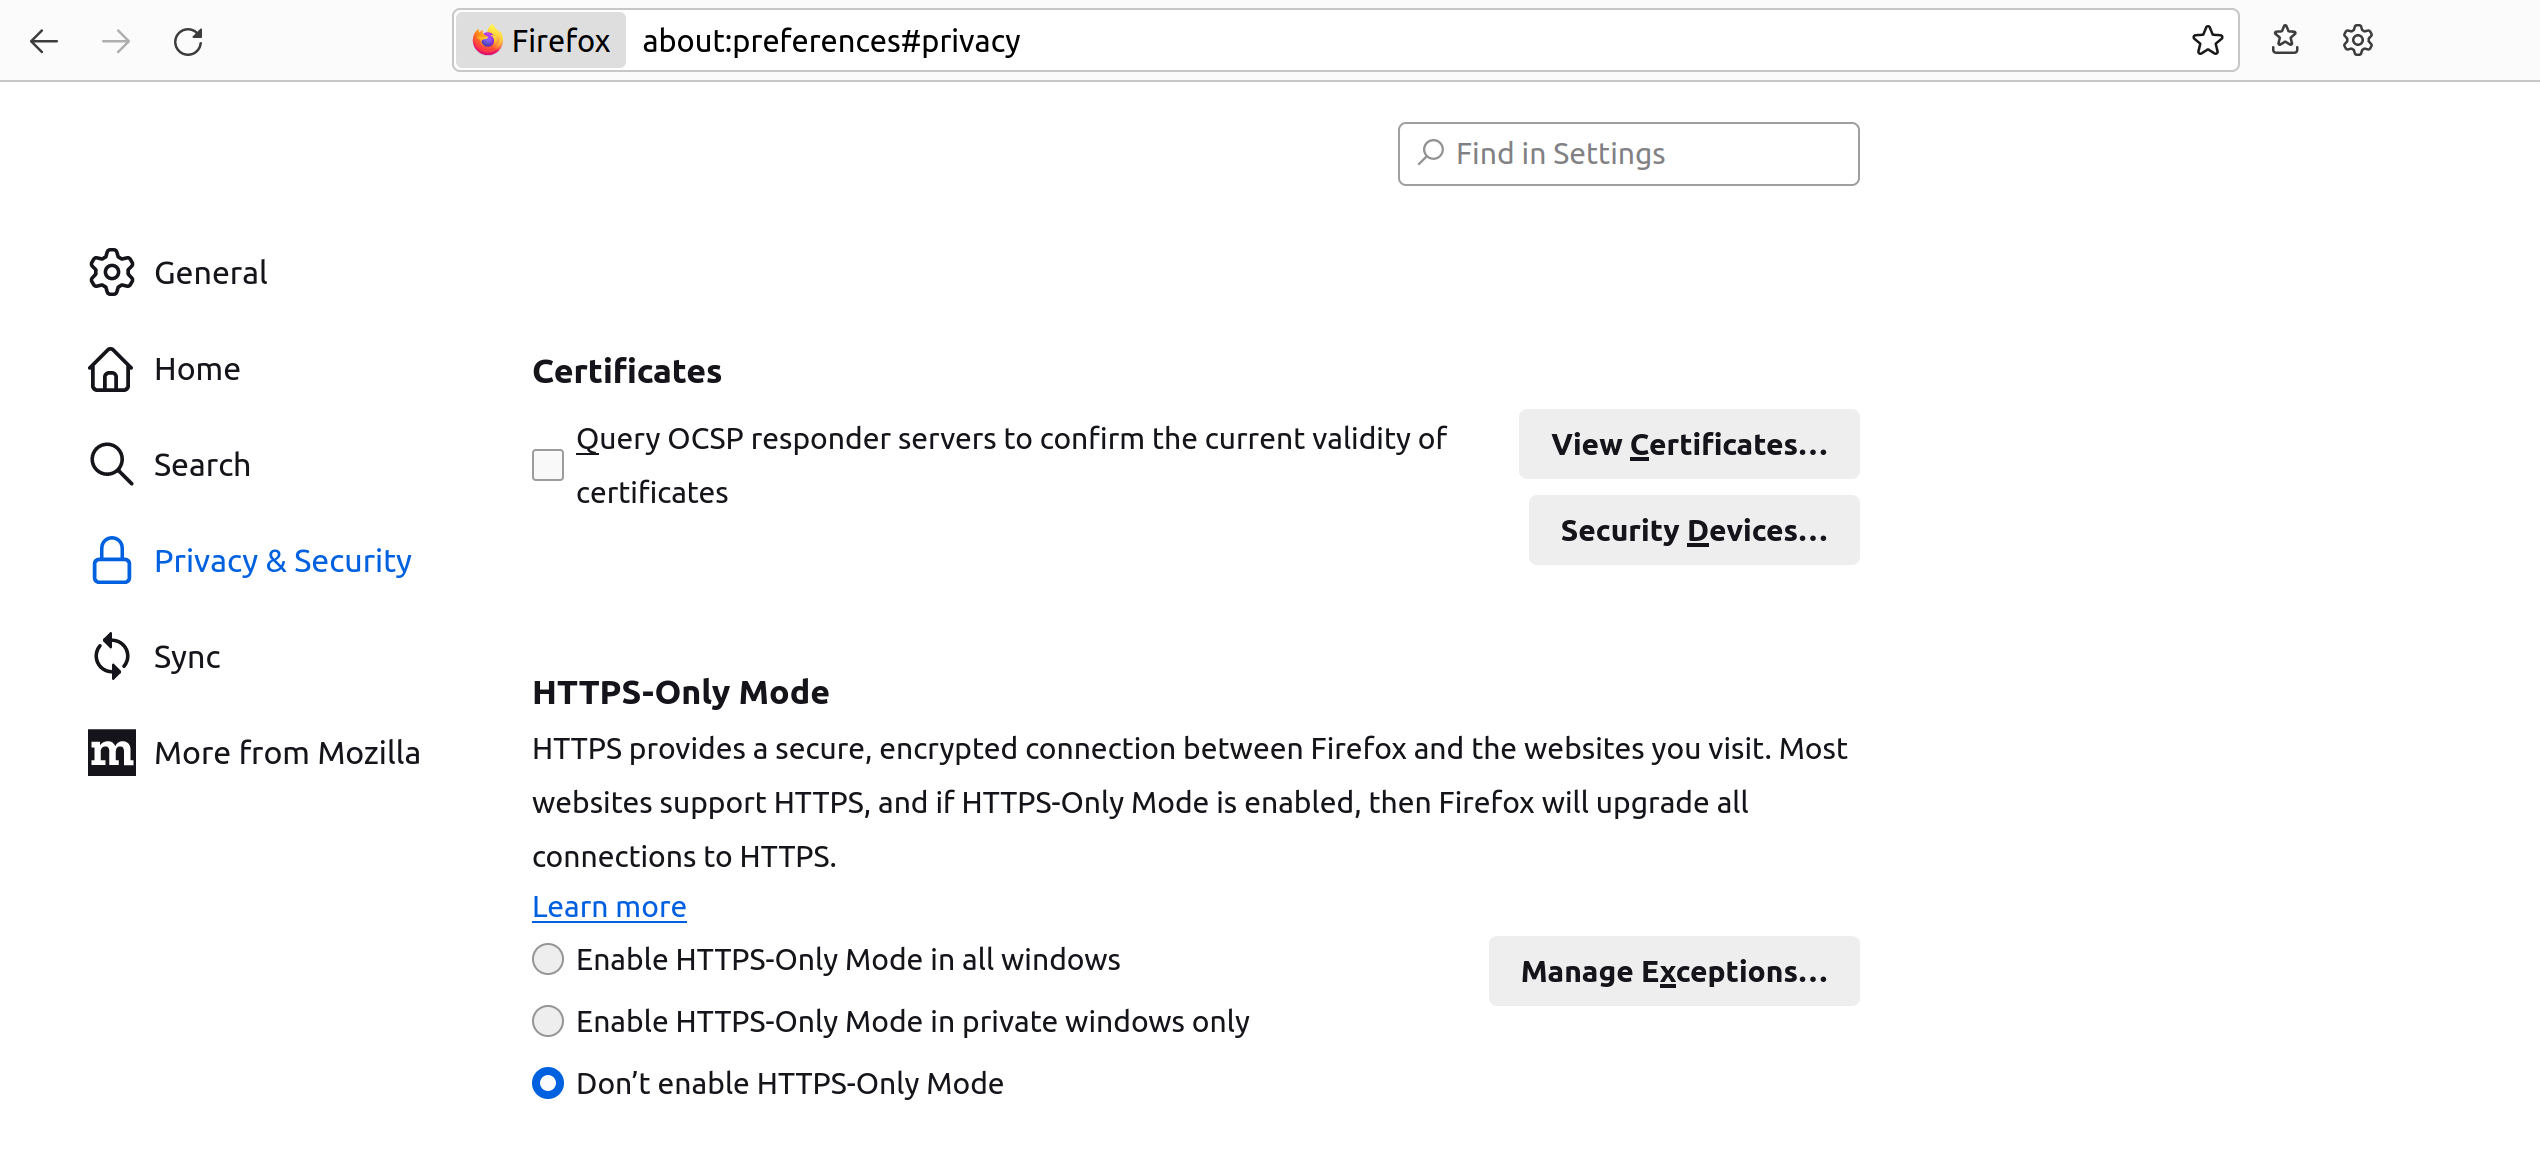 Firefox about:preferences#privacy
Find in Settings
General
Home
Search
Privacy & Security
Sync
m More from Mozilla
Certificates
Query OCSP responder servers to confirm the current validity of
certificates
View Certificates…
Security Devices…
HTTPS-Only Mode
HTTPS provides a secure, encrypted connection between Firefox and the websites you visit. Most
websites support HTTPS, and if HTTPS-Only Mode is enabled, then Firefox will upgrade all
connections to HTTPS.
Learn more
Enable HTTPS-Only Mode in all windows
Manage Exceptions…
Enable HTTPS-Only Mode in private windows only
Don’t enable HTTPS-Only Mode